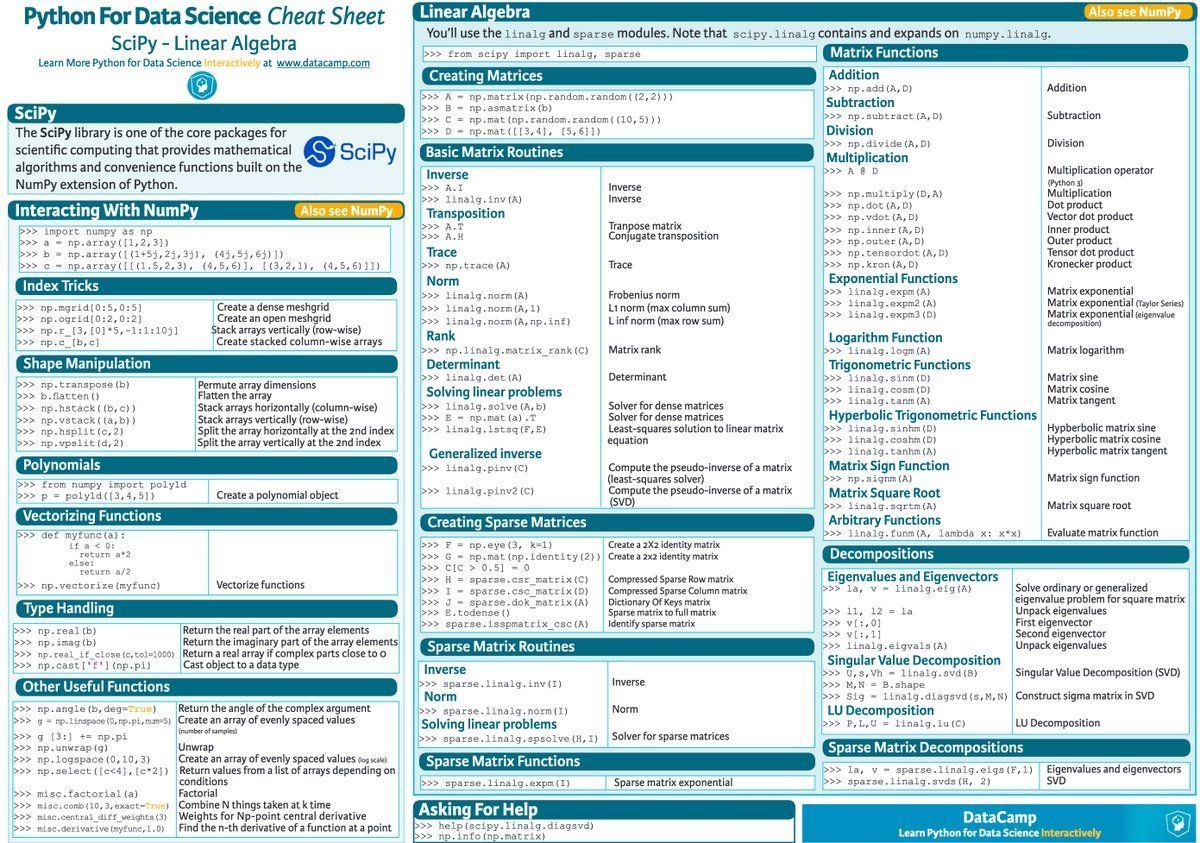 Python For Data Science Cheat Sheet
SciPy - Linear Algebra
Learn More Python for Data Science Interactively at www.datacamp.com
SciPy
The SciPy library is one of the core packages for
scientific computing that provides mathematical
algorithms and convenience functions built on the
NumPy extension of Python.
SciPy
Interacting With NumPy
Also see NumPy
>>> import numpy as np
>>> a = np.array([1,2,3])
>>> b = np.array([(1+5j,2j,3j), (4j,5j,6j)])
>>> c = np.array([[(1.5,2,3), (4,5,6)], [(3,2,1), (4,5,6)]])
Index Tricks
>>> np.mgrid[0:5,0:5] Create a dense meshgrid
>>> np.ogrid[0:2,0:2] Create an open meshgrid
>>> np.r_[3,[0]*5,-1:1:10j] Stack arrays vertically (row-wise)
>>> np.c_[b,c] Create stacked column-wise arrays
Shape Manipulation
>>> np.transpose(b) Permute array dimensions
>>> b.flatten() Flatten the array
>>> np.hstack((b,c)) Stack arrays horizontally (column-wise)
>>> np.vstack((a,b)) Stack arrays vertically (row-wise)
>>> np.hsplit(c,2) Split the array horizontally at the 2nd index
>>> np.vpslit(d,2) Split the array vertically at the 2nd index
Polynomials
>>> from numpy import poly1d
>>> p = poly1d([3,4,5]) Create a polynomial object
Vectorizing Functions
>>> def myfunc(a):
if a < 0:
return a*2
else:
return a/2
>>> np.vectorize(myfunc) Vectorize functions
Type Handling
>>> np.real(b) Return the real part of the array elements
>>> np.imag(b) Return the imaginary part of the array elements
>>> np.real_if_close(c,tol=1000) Return a real array if complex parts close to 0
>>> np.cast['f'](np.pi) Cast object to a data type
Other Useful Functions
>>> np.angle(b,deg=True) Return the angle of the complex argument
>>> g = np.linspace(0,np.pi,num=5) Create an array of evenly spaced values
(number of samples)
>>> g [3:] += np.pi
>>> np.unwrap(g) Unwrap
>>> np.logspace(0,10,3) Create an array of evenly spaced values (log scale)
>>> np.select([c<4],[c*2]) Return values from a list of arrays depending on
conditions
>>> misc.factorial(a) Factorial
>>> misc.comb(10,3,exact=True) Combine N things taken at k time
>>> misc.central_diff_weights(3) Weights for Np-point central derivative
>>> misc.derivative(myfunc,1.0) Find the n-th derivative of a function at a point
Linear Algebra
Also see NumPy
You'll use the linalg and sparse modules. Note that scipy.linalg contains and expands on numpy.linalg.
>>> from scipy import linalg, sparse
Creating Matrices
>>> A = np.matrix(np.random.random((2,2)))
>>> B = np.asmatrix(b)
>>> C = np.mat(np.random.random((10,5)))
>>> D = np.mat([[3,4], [5,6]])
Basic Matrix Routines
Inverse
>>> A.I Inverse
>>> linalg.inv(A) Inverse
Transposition
>>> A.T Tranpose matrix
>>> A.H Conjugate transposition
Trace
>>> np.trace(A) Trace
Norm
>>> linalg.norm(A) Frobenius norm
>>> linalg.norm(A,1) L1 norm (max column sum)
>>> linalg.norm(A,np.inf) L inf norm (max row sum)
Rank
>>> np.linalg.matrix_rank(C) Matrix rank
Determinant
>>> linalg.det(A) Determinant
Solving linear problems
>>> linalg.solve(A,b) Solver for dense matrices
>>> E = np.mat(a).T Solver for dense matrices
>>> linalg.lstsq(F,E) Least-squares solution to linear matrix
equation
Generalized inverse
>>> linalg.pinv(C) Compute the pseudo-inverse of a matrix
(least-squares solver)
>>> linalg.pinv2(C) Compute the pseudo-inverse of a matrix
(SVD)
Creating Sparse Matrices
>>> F = np.eye(3, k=1) Create a 2X2 identity matrix
>>> G = np.mat(np.identity(2)) Create a 2x2 identity matrix
>>> C[C > 0.5] = 0
>>> H = sparse.csr_matrix(C) Compressed Sparse Row matrix
>>> I = sparse.csc_matrix(D) Compressed Sparse Column matrix
>>> J = sparse.dok_matrix(A) Dictionary Of Keys matrix
>>> E.todense() Sparse matrix to full matrix
>>> sparse.isspmatrix_csc(A) Identify sparse matrix
Sparse Matrix Routines
Inverse
>>> sparse.linalg.inv(I) Inverse
Norm
>>> sparse.linalg.norm(I) Norm
Solving linear problems
>>> sparse.linalg.spsolve(H,I) Solver for sparse matrices
Sparse Matrix Functions
>>> sparse.linalg.expm(I) Sparse matrix exponential
Asking For Help
>>> help(scipy.linalg.diagsvd)
>>> np.info(np.matrix)
Matrix Functions
Addition
>>> np.add(A,D) Addition
Subtraction
>>> np.subtract(A,D) Subtraction
Division
>>> np.divide(A,D) Division
Multiplication
>>> A @ D Multiplication operator
(Python 3)
>>> np.multiply(D,A) Multiplication
>>> np.dot(A,D) Dot product
>>> np.vdot(A,D) Vector dot product
>>> np.inner(A,D) Inner product
>>> np.outer(A,D) Outer product
>>> np.tensordot(A,D) Tensor dot product
>>> np.kron(A,D) Kronecker product
Exponential Functions
>>> linalg.expm(A) Matrix exponential
>>> linalg.expm2(A) Matrix exponential (Taylor Series)
>>> linalg.expm3(D) Matrix exponential (eigenvalue
decomposition)
Logarithm Function
>>> linalg.logm(A) Matrix logarithm
Trigonometric Functions
>>> linalg.sinm(D) Matrix sine
>>> linalg.cosm(D) Matrix cosine
>>> linalg.tanm(A) Matrix tangent
Hyperbolic Trigonometric Functions
>>> linalg.sinhm(D) Hypberbolic matrix sine
>>> linalg.coshm(D) Hyperbolic matrix cosine
>>> linalg.tanhm(A) Hyperbolic matrix tangent
Matrix Sign Function
>>> np.signm(A) Matrix sign function
Matrix Square Root
>>> linalg.sqrtm(A) Matrix square root
Arbitrary Functions
>>> linalg.funm(A, lambda x: x*x) Evaluate matrix function
Decompositions
Eigenvalues and Eigenvectors
>>> la, v = linalg.eig(A) Solve ordinary or generalized
eigenvalue problem for square matrix
>>> l1, l2 = la Unpack eigenvalues
>>> v[:,0] First eigenvector
>>> v[:,1] Second eigenvector
>>> linalg.eigvals(A) Unpack eigenvalues
Singular Value Decomposition
>>> U,s,Vh = linalg.svd(B) Singular Value Decomposition (SVD)
>>> M,N = B.shape
>>> Sig = linalg.diagsvd(s,M,N) Construct sigma matrix in SVD
LU Decomposition
>>> P,L,U = linalg.lu(C) LU Decomposition
Sparse Matrix Decompositions
>>> la, v = sparse.linalg.eigs(F,1) Eigenvalues and eigenvectors
>>> sparse.linalg.svds(H, 2) SVD
DataCamp
Learn Python for Data Science Interactively